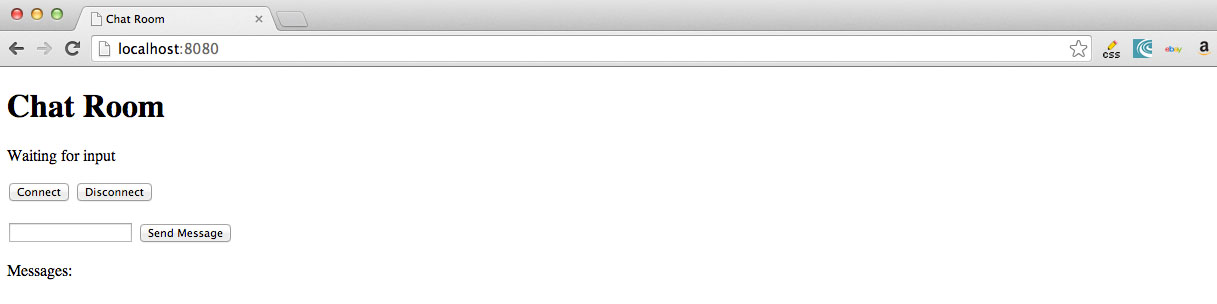 Chat Room
localhost:8080
css
ebay
a
Chat Room
Waiting for input
Connect Disconnect
Send Message
Messages: